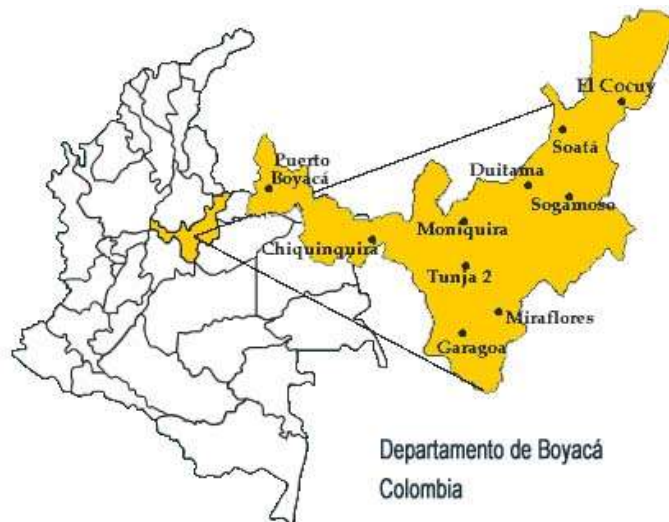 El Cocuy
Soatá
Puerto
Boyacá
Duitama
Sogamoso
Moniquira
Chiquinquira
Tunja 2
Miraflores
Garagoa
Departamento de Boyacá
Colombia